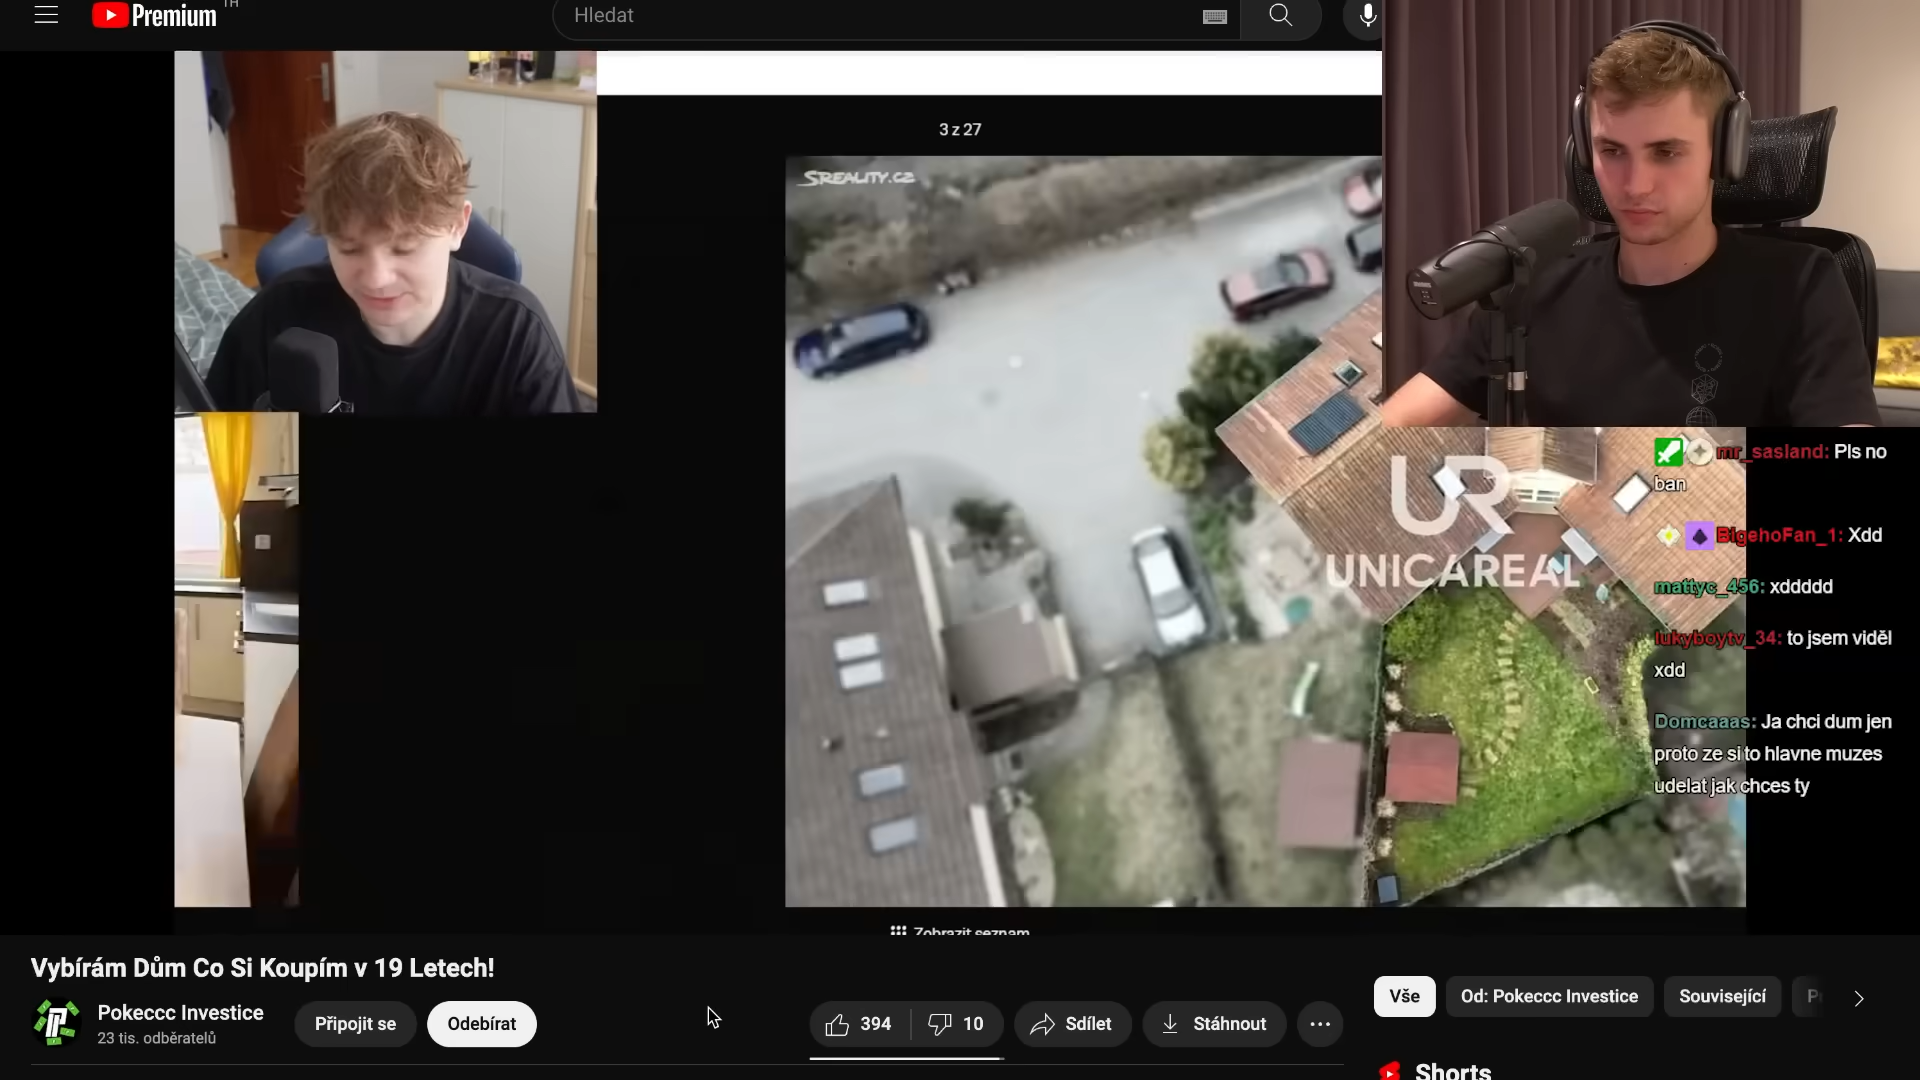 Premium
TH
Hledat
3 z 27
SREALITY.CZ
UR
UNICAREAL
mr_sasland: Pls no
ban
BigehoFan_1: Xdd
mattyc_456: xddddd
lukyboytv_34: to jsem viděl
xdd
Domcaaas: Ja chci dum jen
proto ze si to hlavne muzes
udelat jak chces ty
Zobrazit seznam
Vybírám Dům Co Si Koupím v 19 Letech!
Pokeccc Investice
23 tis. odběratelů
Připojit se
Odebírat
394
10
Sdílet
Stáhnout
Vše
Od: Pokeccc Investice
Související
Shorts